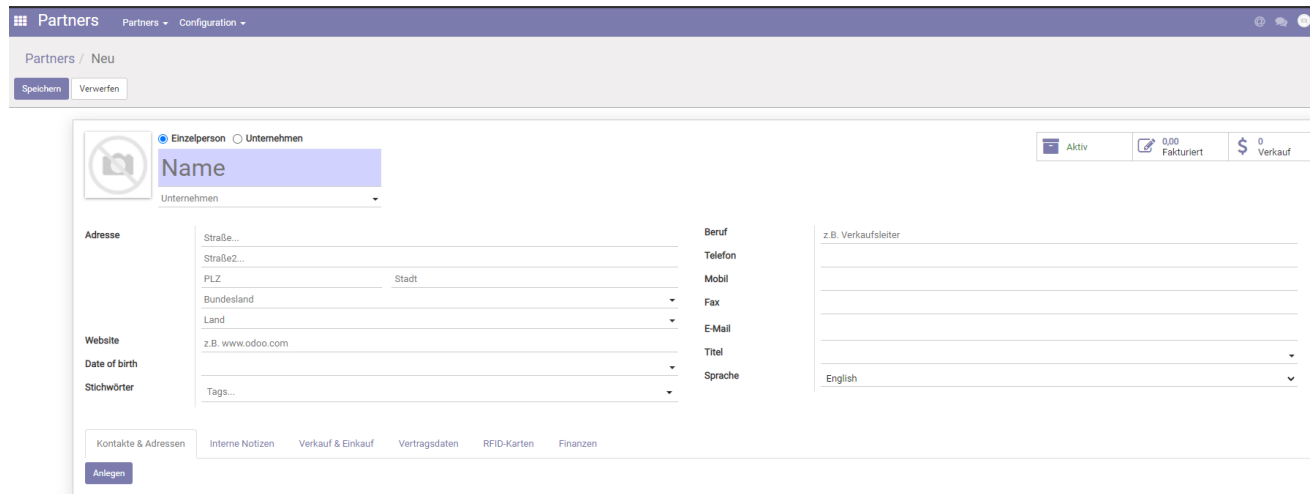 Partners Partners Configuration
Partners / Neu
Speichern Verwerfen
Einzelperson Unternehmen
Name
Unternehmen
Aktiv
0,00 Fakturiert
0 Verkauf
Adresse
Straße...
Straße2...
PLZ Stadt
Bundesland
Land
Website z.B. www.odoo.com
Date of birth
Stichwörter Tags...
Beruf z.B. Verkaufsleiter
Telefon
Mobil
Fax
E-Mail
Titel
Sprache English
Kontakte & Adressen Interne Notizen Verkauf & Einkauf Vertragsdaten RFID-Karten Finanzen
Anlegen